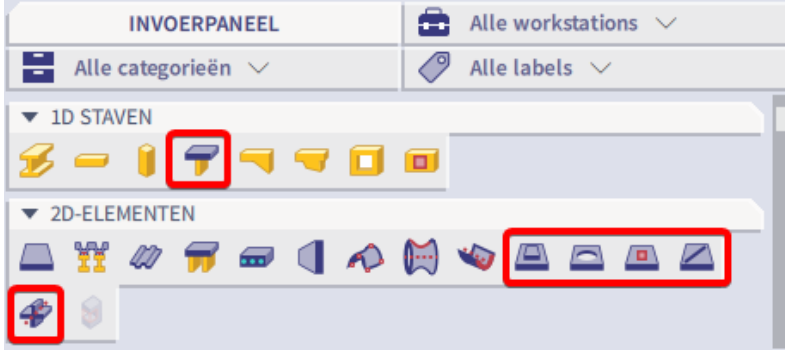 INVOERPANEEL
Alle workstations
Alle categorieën
Alle labels
1D STAVEN
2D-ELEMENTEN